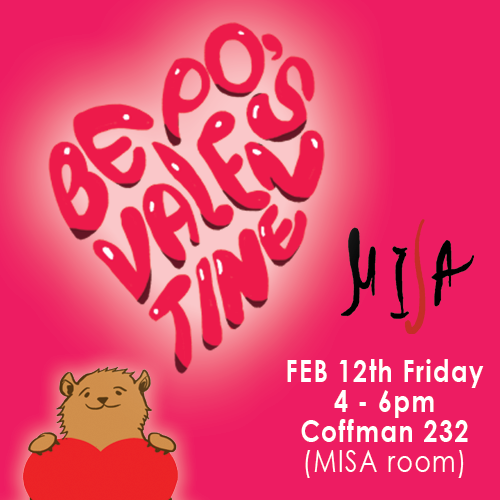 BE PO'S
VALEN
TINE
MISA
FEB 12th Friday
4 - 6pm
Coffman 232
(MISA room)